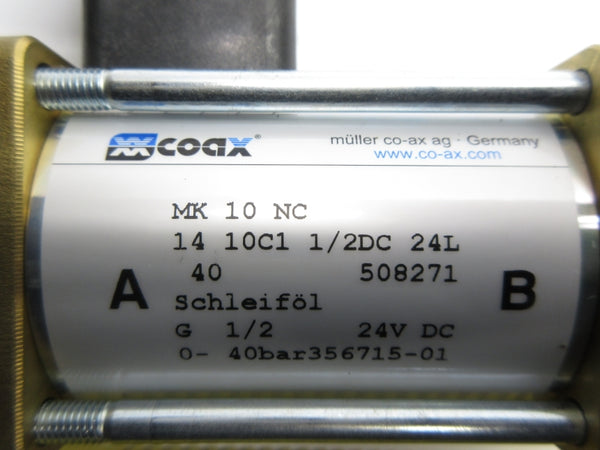 coax®
müller co-ax ag · Germany
www.co-ax.com
MK 10 NC
14 10C1 1/2DC 24L
40 508271
A B
Schleiföl
G 1/2 24V DC
0- 40bar356715-01